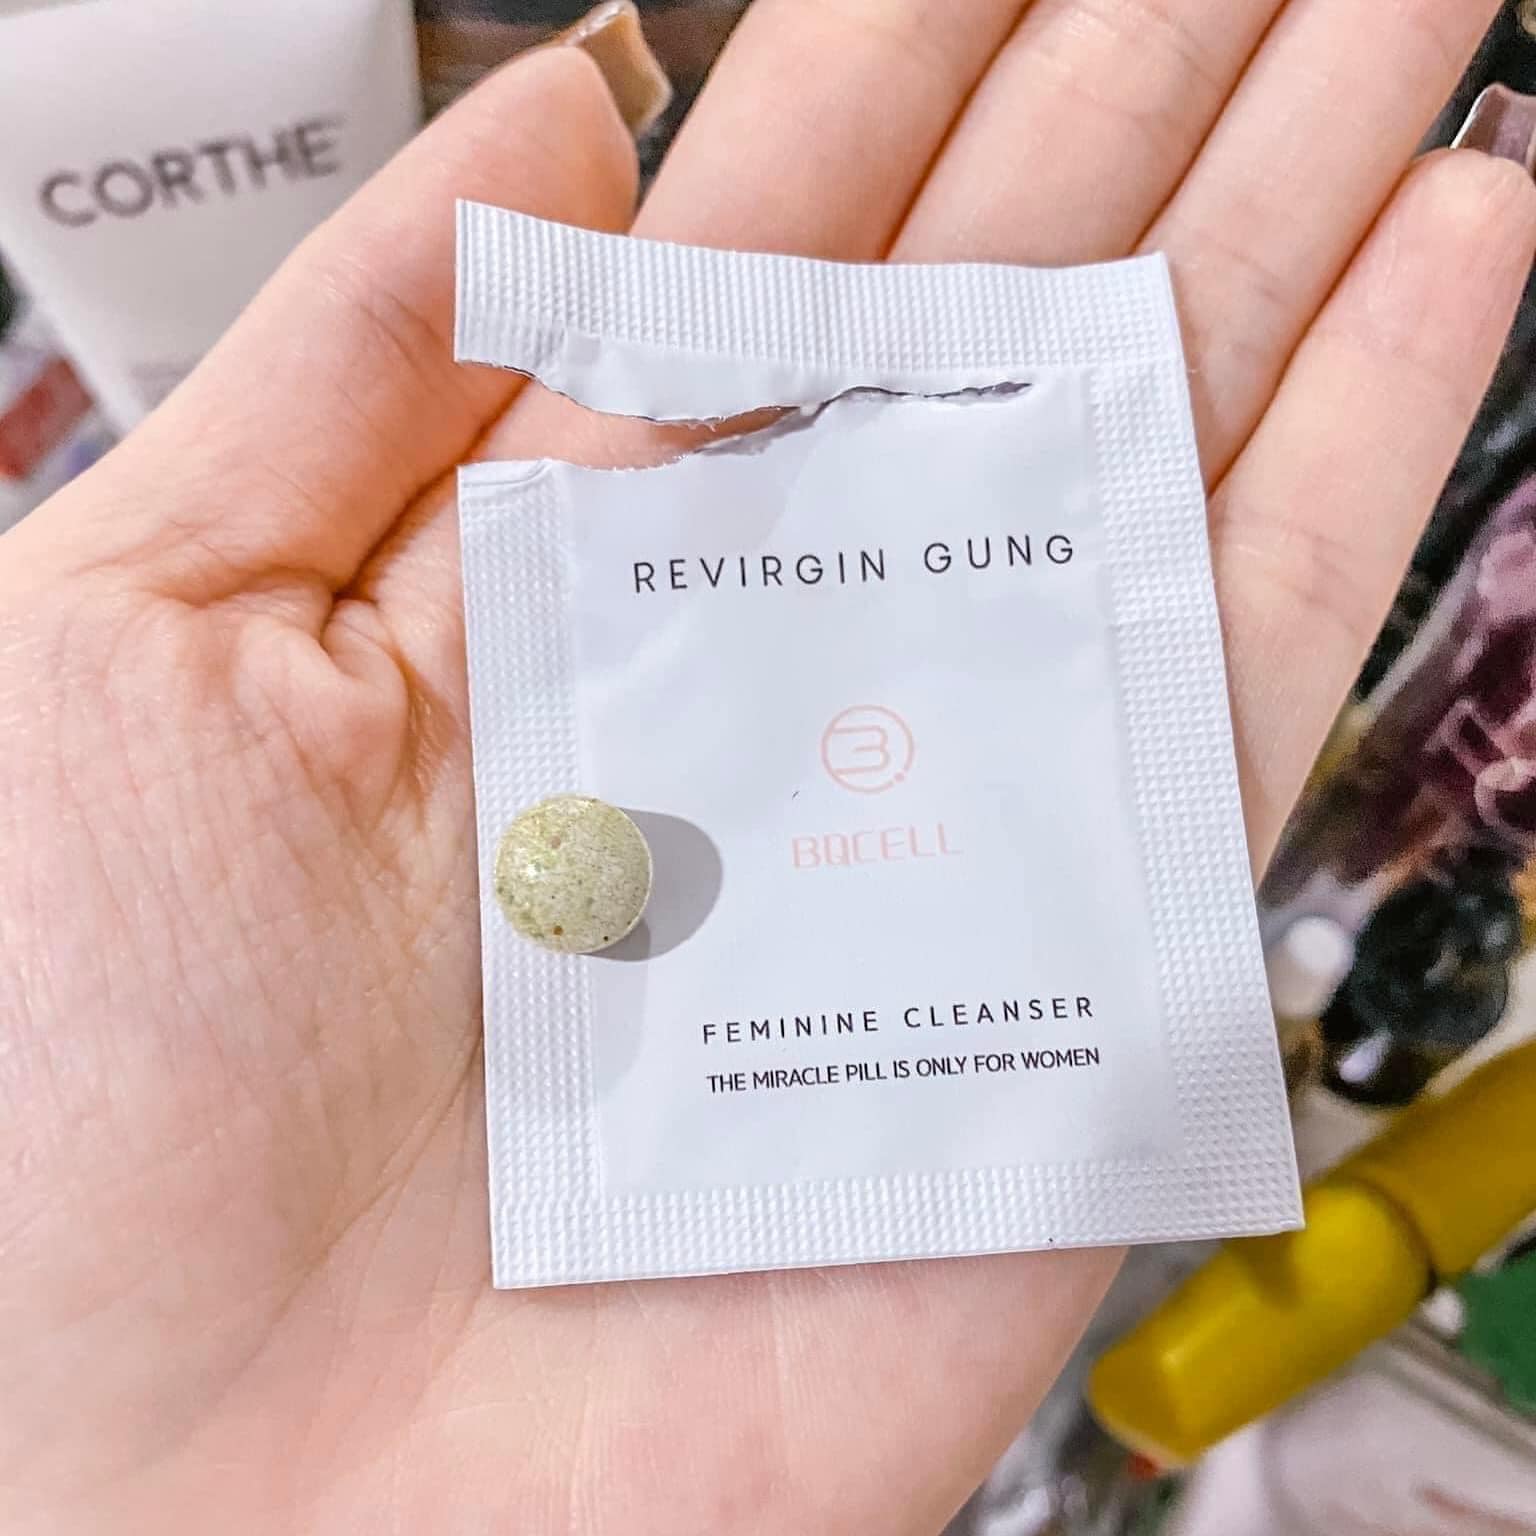 CORTHE
REVIRGIN GUNG
B
BQCELL
FEMININE CLEANSER
THE MIRACLE PILL IS ONLY FOR WOMEN